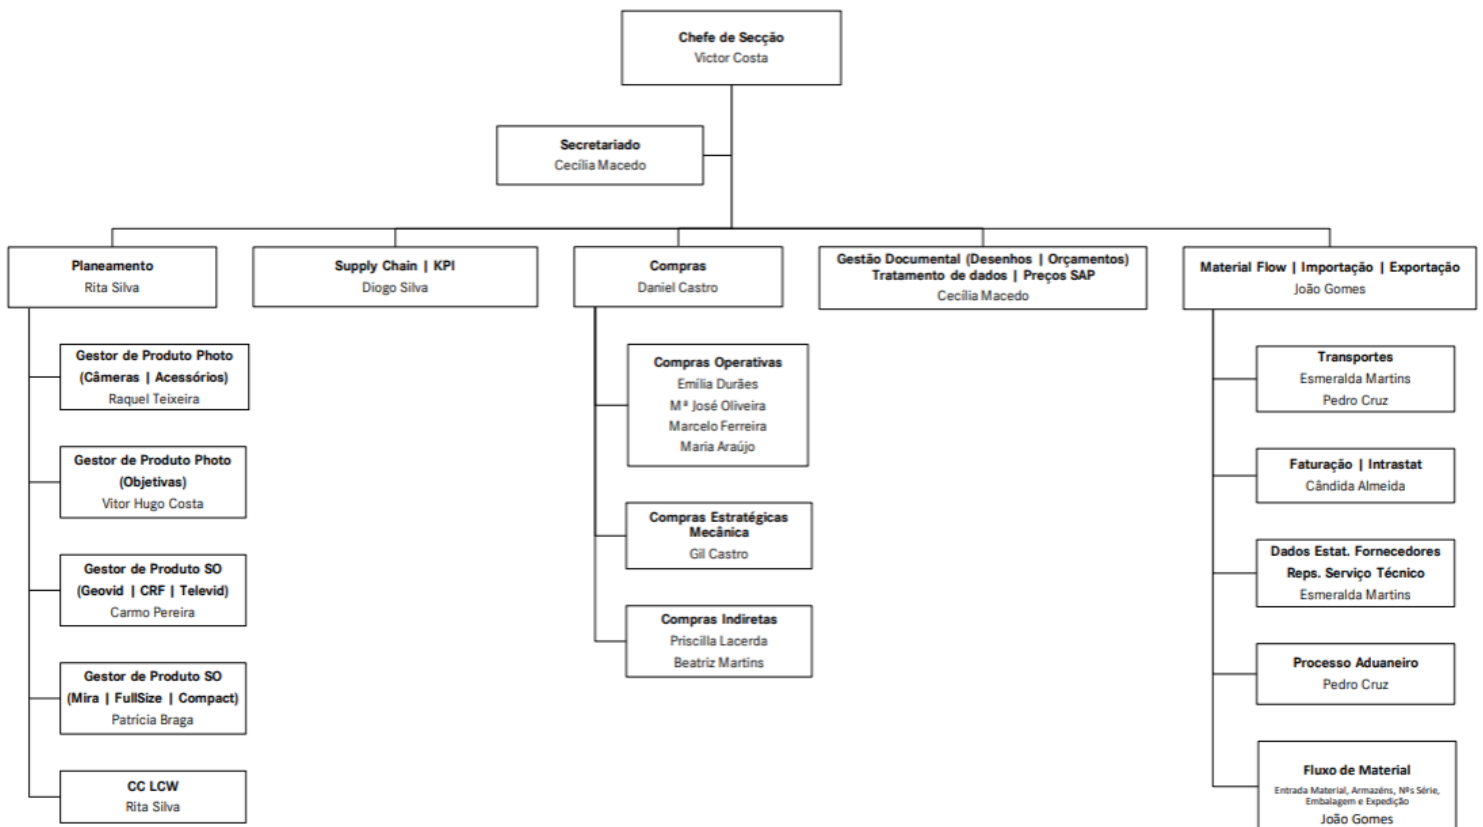 Chefe de Secção
Victor Costa
Secretariado
Cecília Macedo
Planeamento
Rita Silva
Supply Chain | KPI
Diogo Silva
Compras
Daniel Castro
Gestão Documental (Desenhos | Orçamentos)
Tratamento de dados | Preços SAP
Cecília Macedo
Material Flow | Importação | Exportação
João Gomes
Gestor de Produto Photo
(Câmeras | Acessórios)
Raquel Teixeira
Gestor de Produto Photo
(Objetivas)
Vitor Hugo Costa
Gestor de Produto SO
(Geovid | CRF | Televid)
Carmo Pereira
Gestor de Produto SO
(Mira | FullSize | Compact)
Patrícia Braga
CC LCW
Rita Silva
Compras Operativas
Emília Durães
Mª José Oliveira
Marcelo Ferreira
Maria Araújo
Compras Estratégicas
Mecânica
Gil Castro
Compras Indiretas
Priscilla Lacerda
Beatriz Martins
Transportes
Esmeralda Martins
Pedro Cruz
Faturação | Intrastat
Cândida Almeida
Dados Estat. Fornecedores
Reps. Serviço Técnico
Esmeralda Martins
Processo Aduaneiro
Pedro Cruz
Fluxo de Material
Entrada Material, Armazéns, Nºs Série,
Embalagem e Expedição
João Gomes